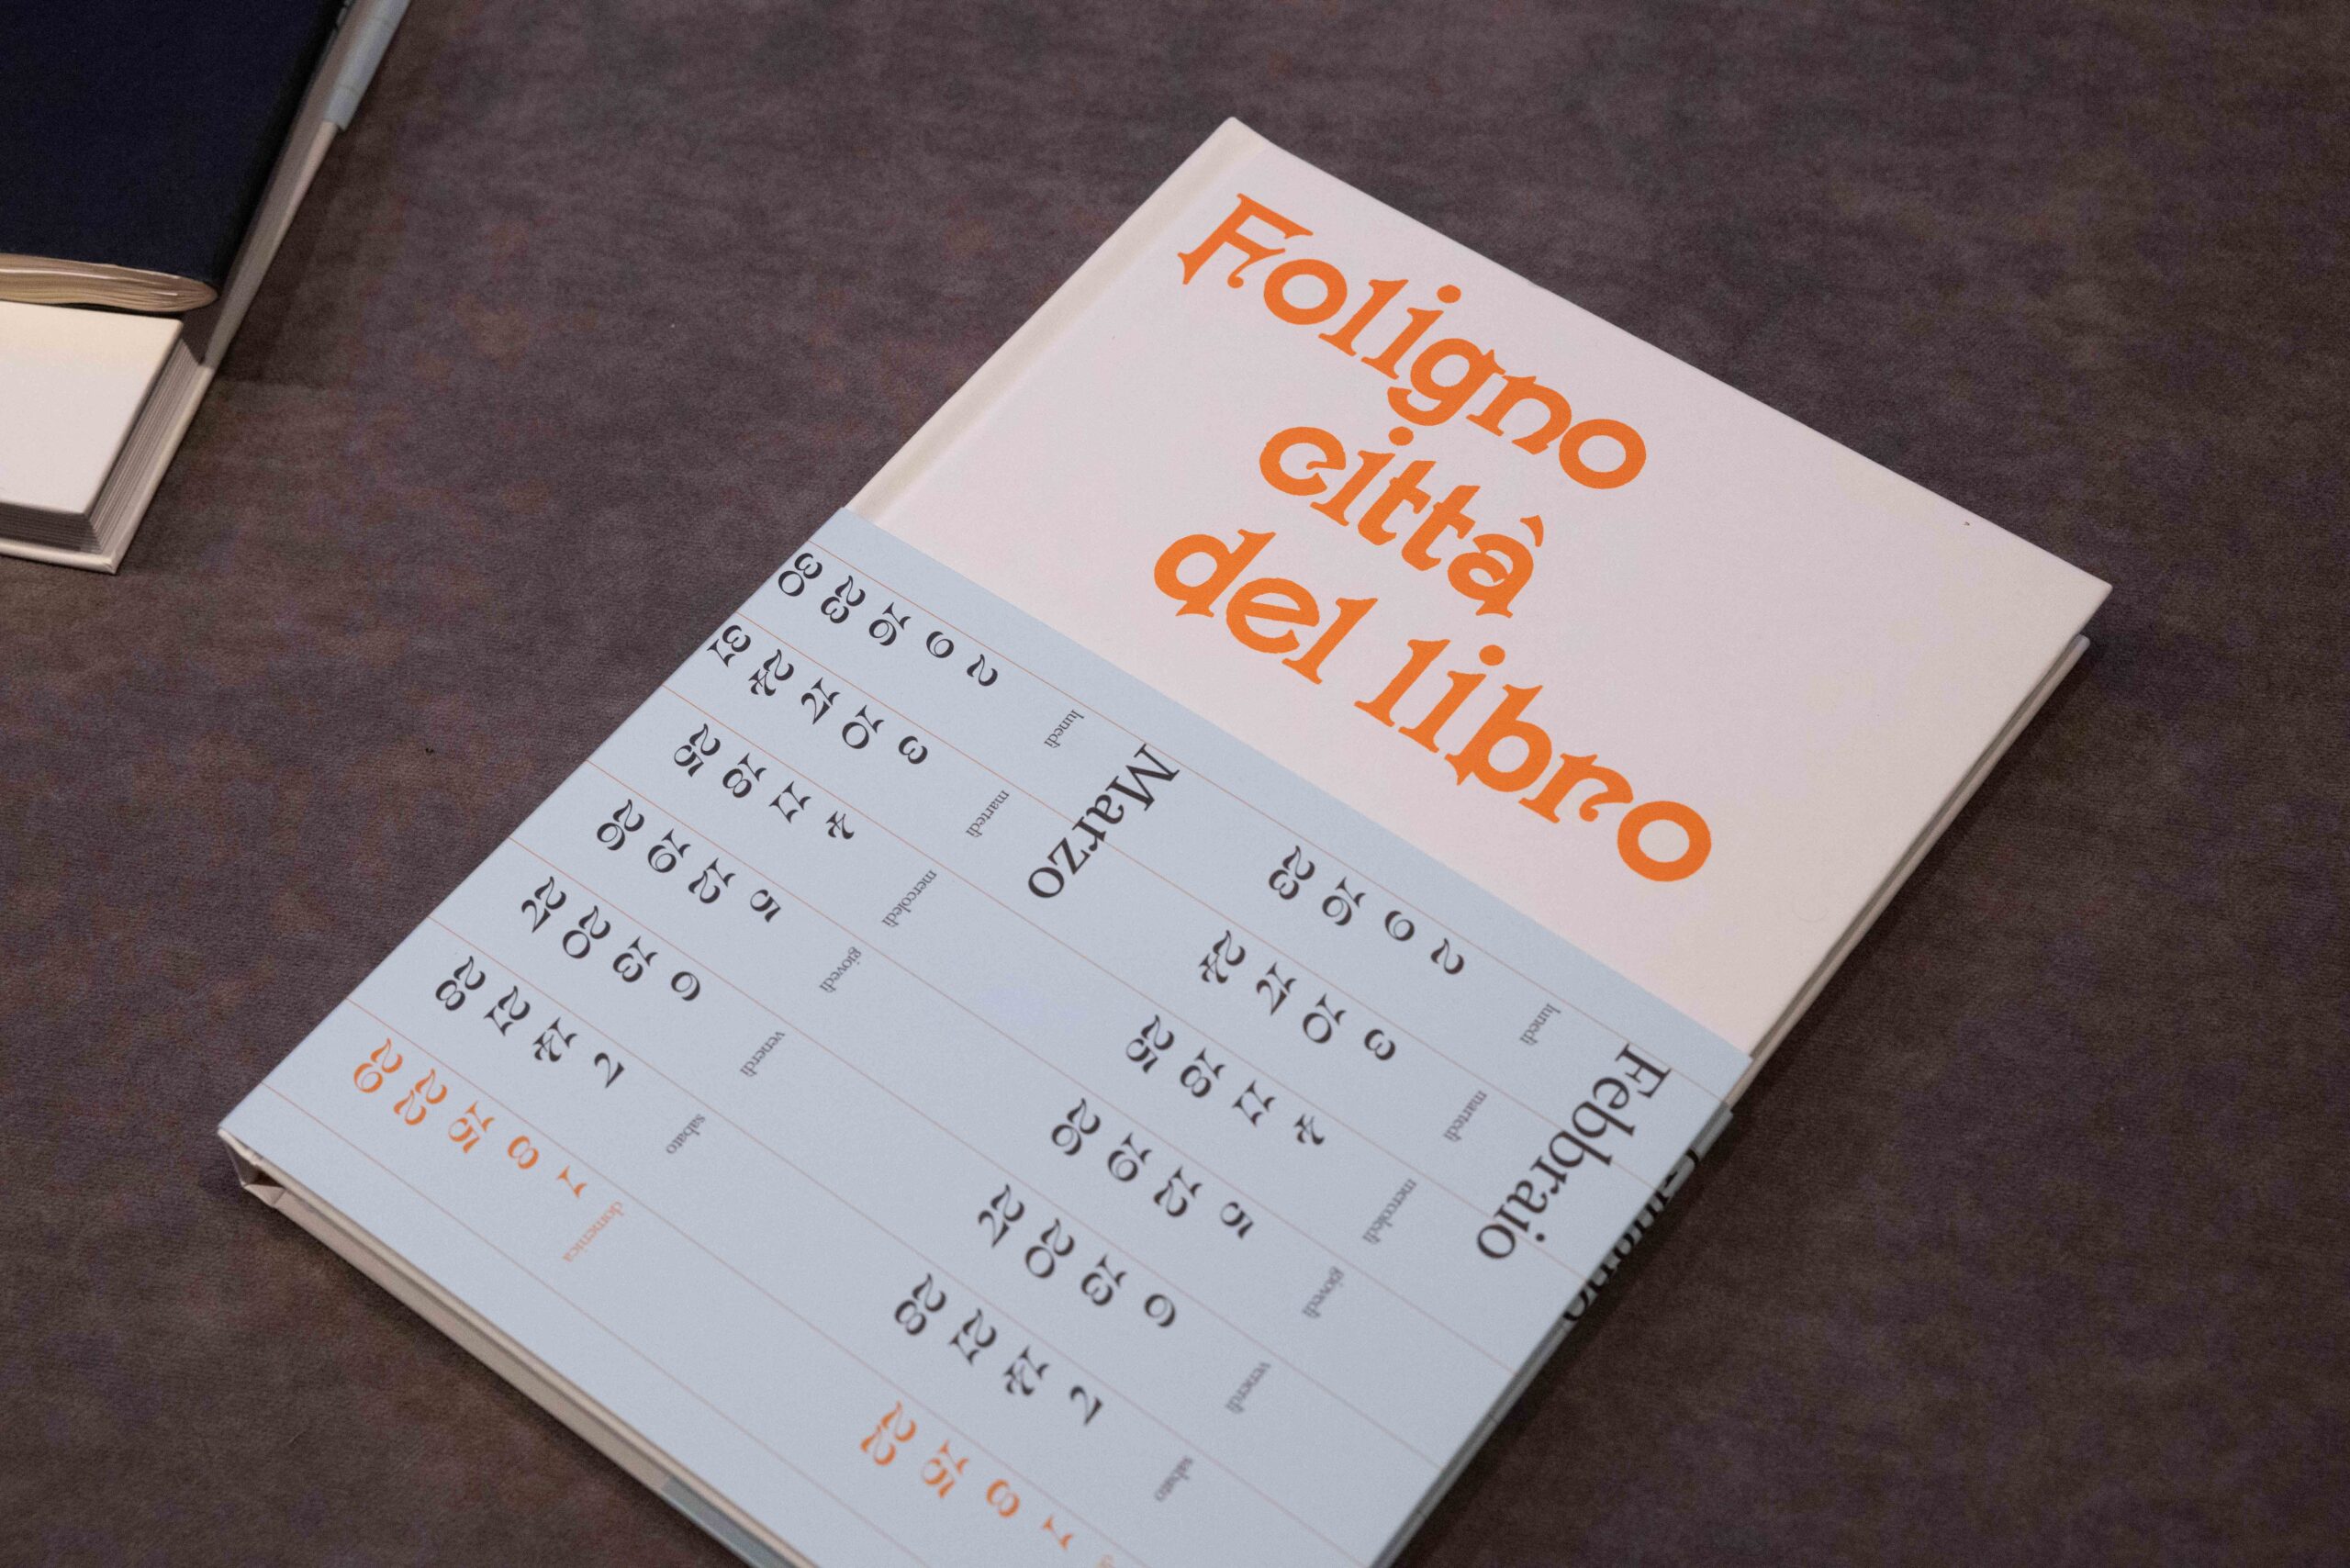 Foligno
città
del libro
Febbraio
lunedì martedì mercoledì giovedì venerdì sabato
1
2 3 4 5 6 7 8
9 10 11 12 13 14 15
16 17 18 19 20 21 22
23 24 25 26 27 28
Marzo
lunedì martedì mercoledì giovedì venerdì sabato domenica
1
2 3 4 5 6 7 8
9 10 11 12 13 14 15
16 17 18 19 20 21 22
23 24 25 26 27 28 29
30 31